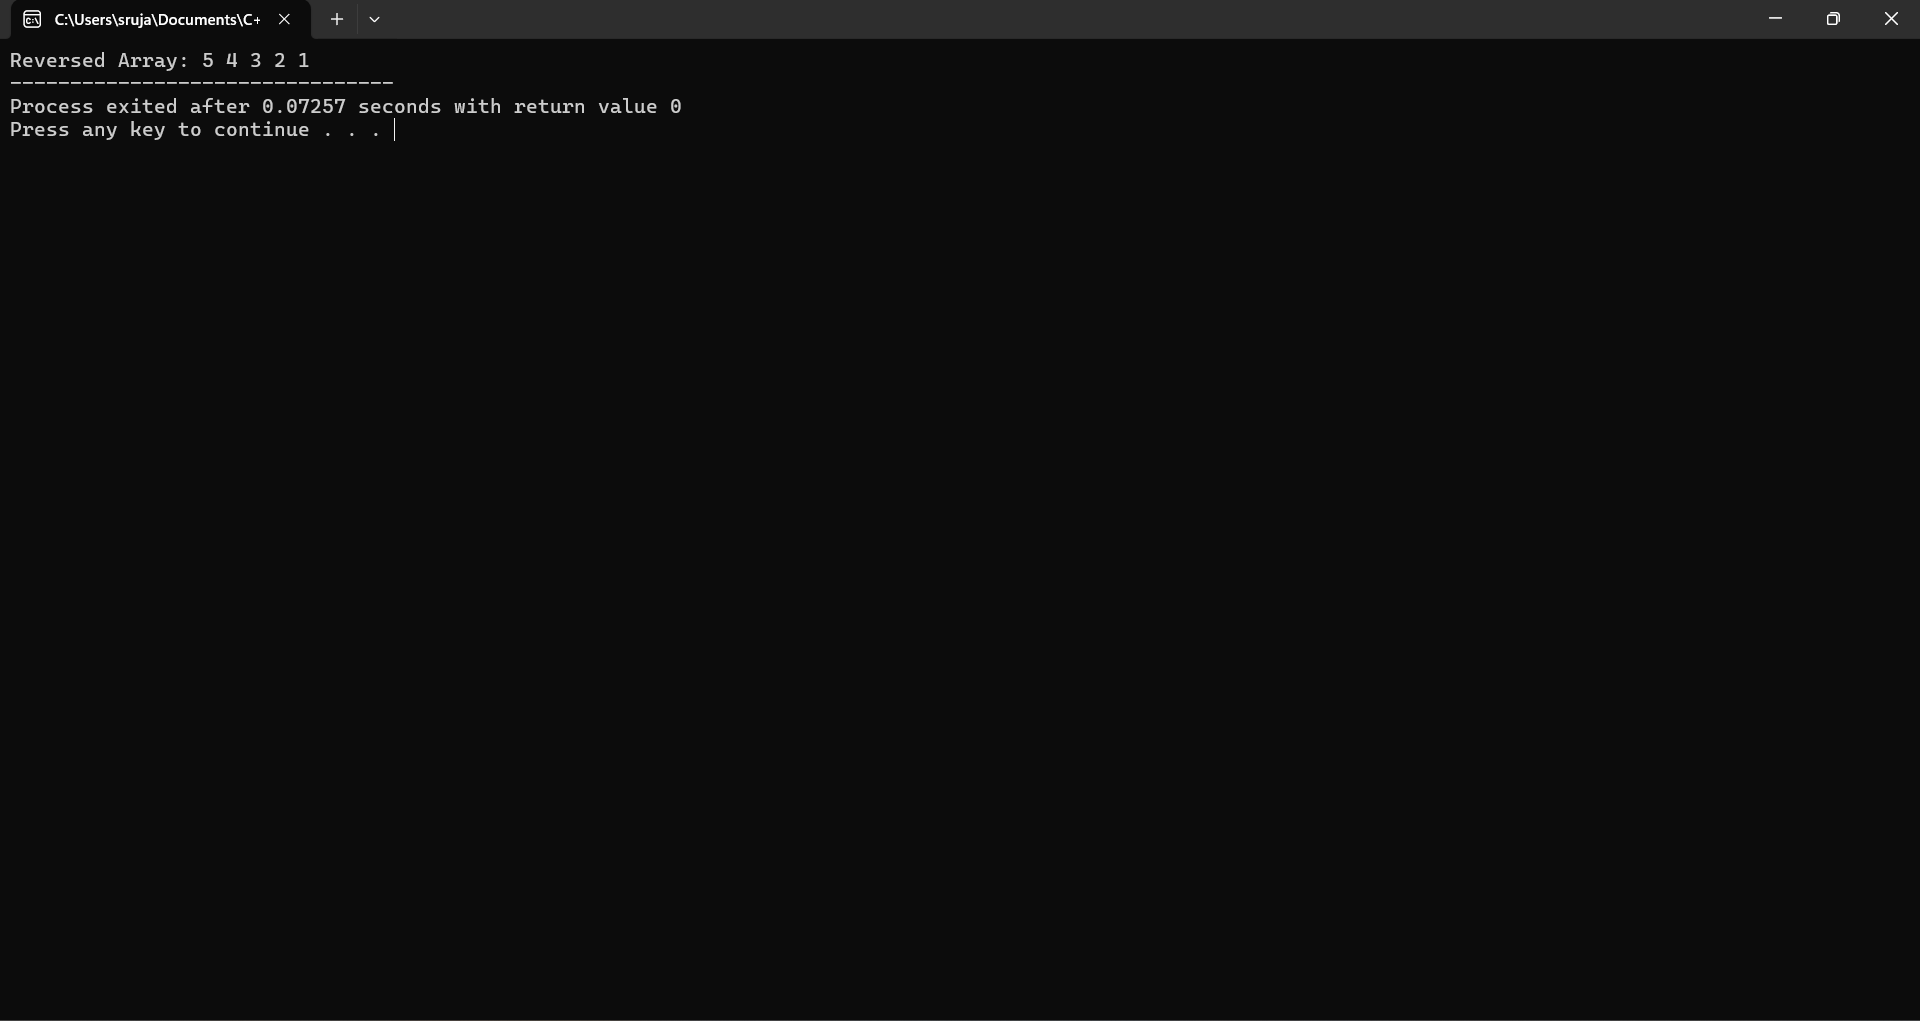 C:\Users\sruja\Documents\C+
Reversed Array: 5 4 3 2 1
--------------------------------
Process exited after 0.07257 seconds with return value 0
Press any key to continue . . .